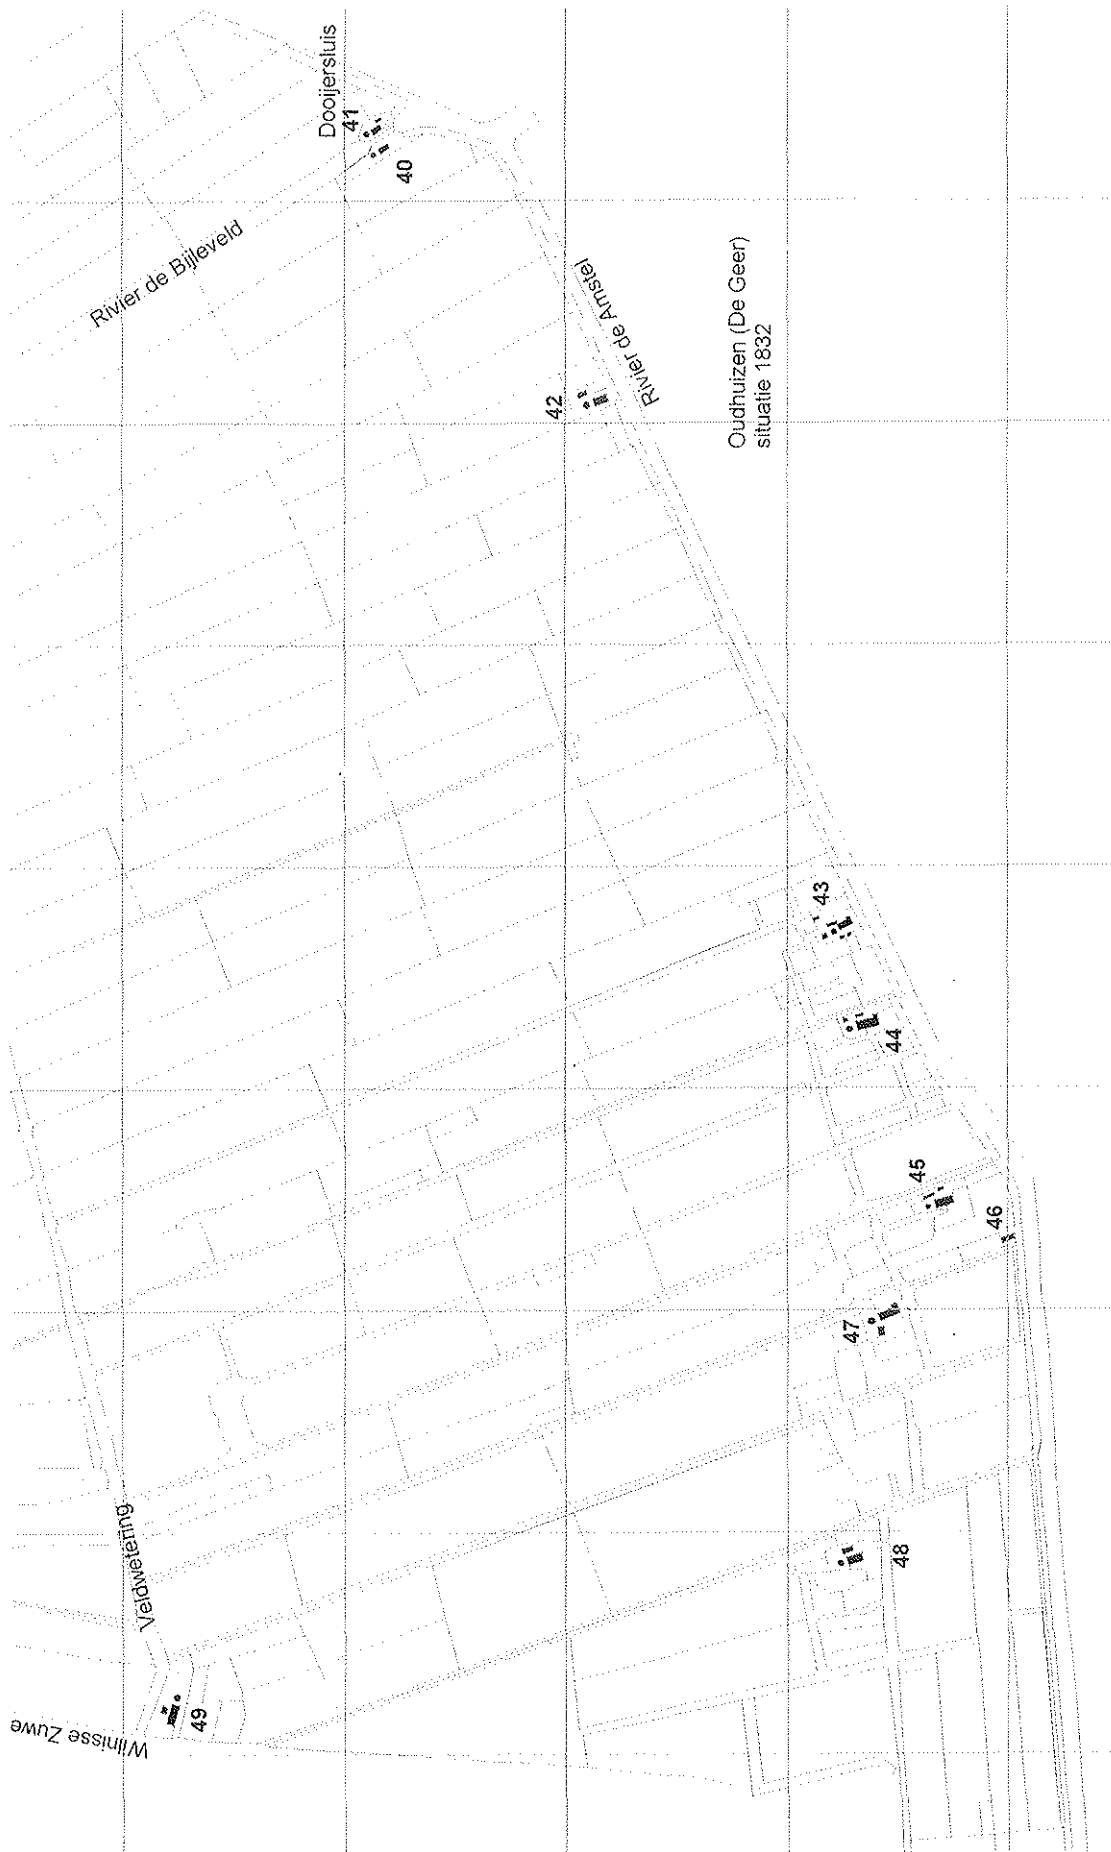 Wilnisse Zuwe
49
Veldwetering
48
47
46
45
44
43
42
Rivier de Amstel
Rivier de Bijleveld
40
41
Dooijersluis
Oudhuizen (De Geer)
situatie 1832